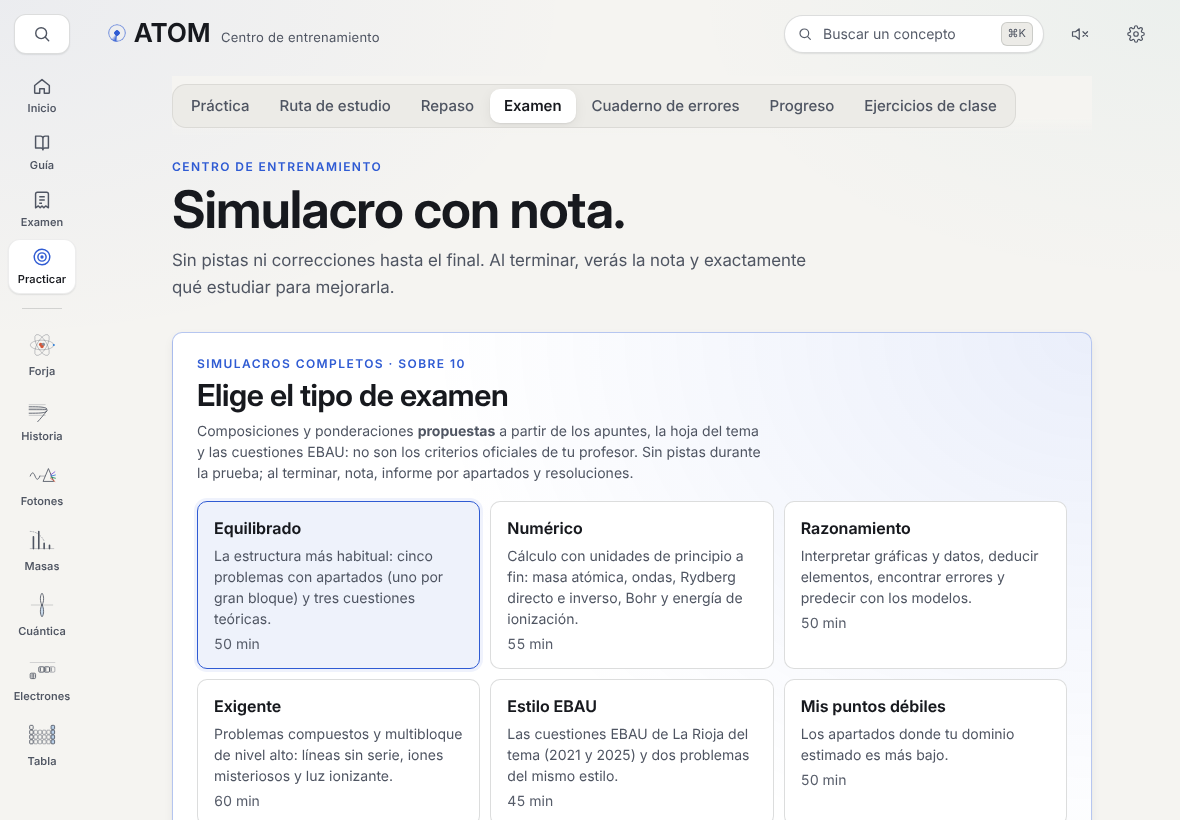 ATOM Centro de entrenamiento
Buscar un concepto ⌘K
Inicio
Guía
Examen
Practicar
Forja
Historia
Fotones
Masas
Cuántica
Electrones
Tabla
Práctica Ruta de estudio Repaso Examen Cuaderno de errores Progreso Ejercicios de clase
CENTRO DE ENTRENAMIENTO
Simulacro con nota.
Sin pistas ni correcciones hasta el final. Al terminar, verás la nota y exactamente
qué estudiar para mejorarla.
SIMULACROS COMPLETOS · SOBRE 10
Elige el tipo de examen
Composiciones y ponderaciones propuestas a partir de los apuntes, la hoja del tema
y las cuestiones EBAU: no son los criterios oficiales de tu profesor. Sin pistas durante
la prueba; al terminar, nota, informe por apartados y resoluciones.
Equilibrado
La estructura más habitual: cinco
problemas con apartados (uno por
gran bloque) y tres cuestiones
teóricas.
50 min
Numérico
Cálculo con unidades de principio a
fin: masa atómica, ondas, Rydberg
directo e inverso, Bohr y energía de
ionización.
55 min
Razonamiento
Interpretar gráficas y datos, deducir
elementos, encontrar errores y
predecir con los modelos.
50 min
Exigente
Problemas compuestos y multibloque
de nivel alto: líneas sin serie, iones
misteriosos y luz ionizante.
60 min
Estilo EBAU
Las cuestiones EBAU de La Rioja del
tema (2021 y 2025) y dos problemas
del mismo estilo.
45 min
Mis puntos débiles
Los apartados donde tu dominio
estimado es más bajo.
50 min